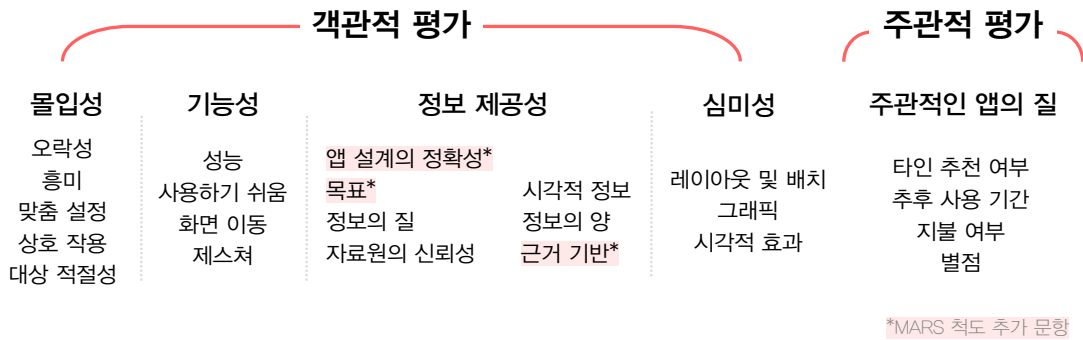 객관적 평가
주관적 평가
몰입성
오락성
흥미
맞춤 설정
상호 작용
대상 적절성
기능성
성능
사용하기 쉬움
화면 이동
제스쳐
정보 제공성
앱 설계의 정확성*
목표*
정보의 질
자료원의 신뢰성
시각적 정보
정보의 양
근거 기반*
심미성
레이아웃 및 배치
그래픽
시각적 효과
주관적인 앱의 질
타인 추천 여부
추후 사용 기간
지불 여부
별점
*MARS 척도 추가 문항